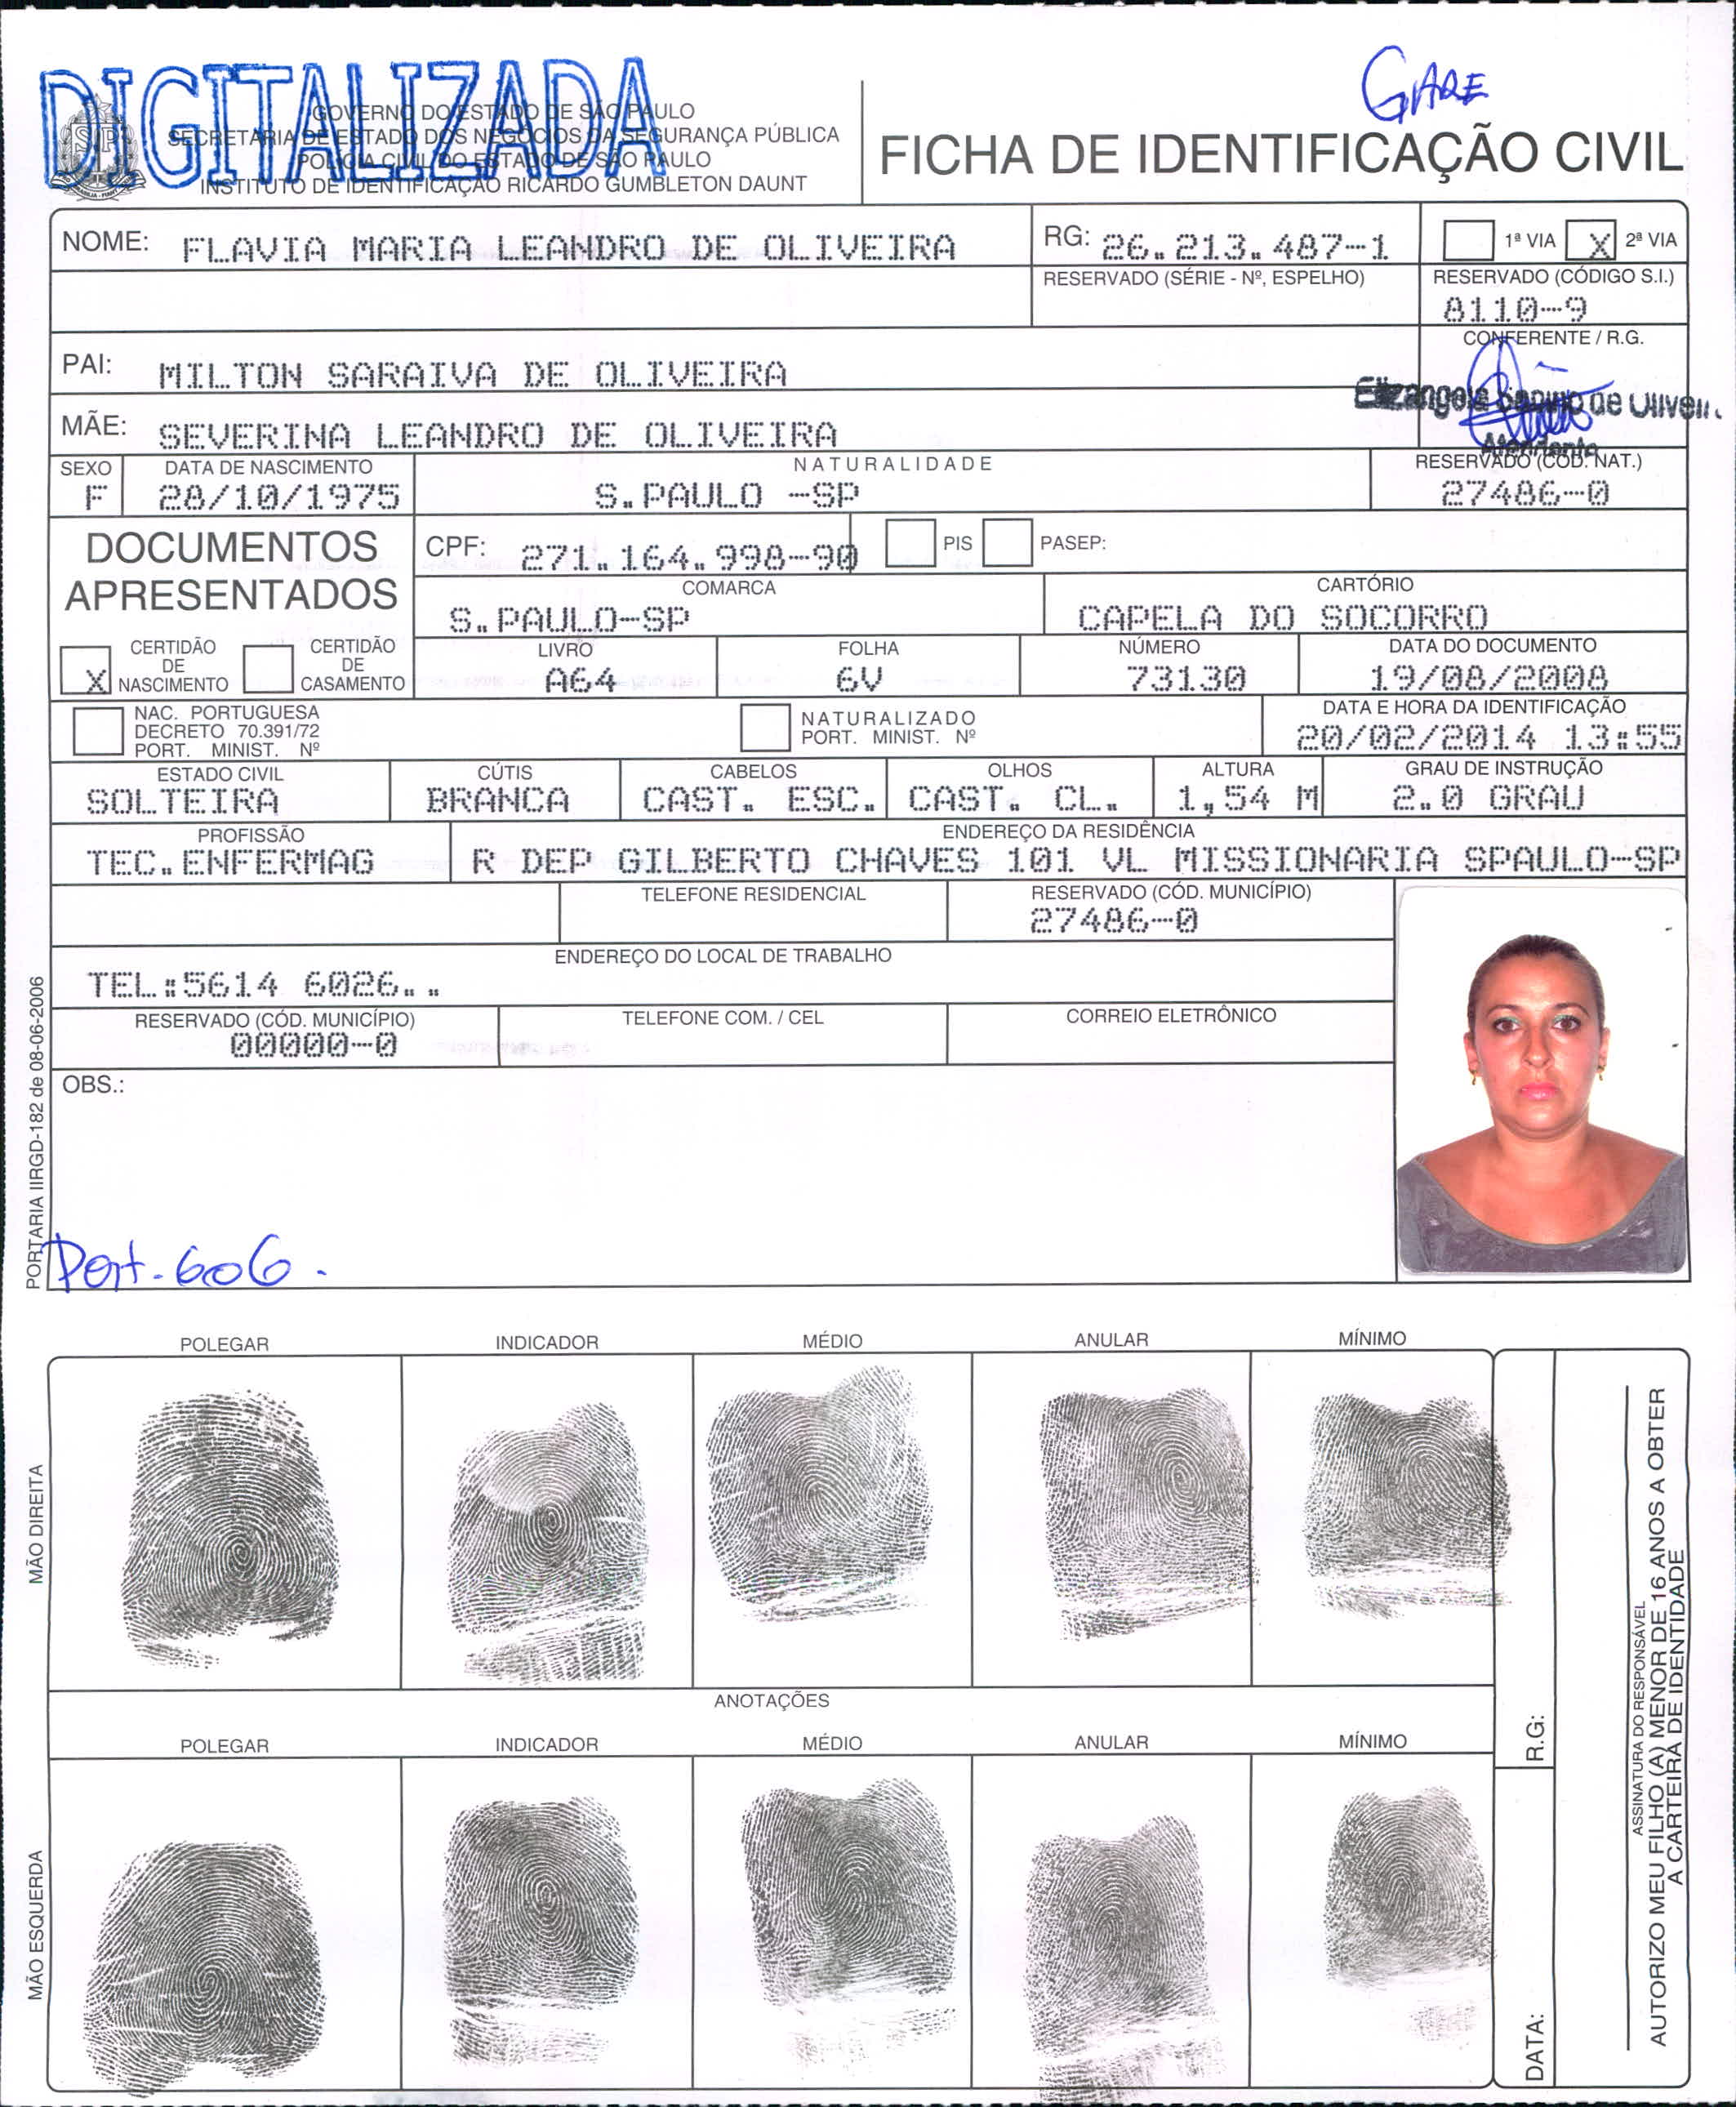 DIGITALIZADA
GOVERNO DO ESTADO DE SÃO PAULO
SECRETARIA DE ESTADO DOS NEGÓCIOS DA SEGURANÇA PÚBLICA
POLÍCIA CIVIL DO ESTADO DE SÃO PAULO
INSTITUTO DE IDENTIFICAÇÃO RICARDO GUMBLETON DAUNT
GARE
FICHA DE IDENTIFICAÇÃO CIVIL
NOME: FLAVIA MARIA LEANDRO DE OLIVEIRA
RG: 26.213.487-1
1ª VIA X 2ª VIA
RESERVADO (SÉRIE - Nº, ESPELHO)
RESERVADO (CÓDIGO S.I.)
8110-9
PAI: MILTON SARAIVA DE OLIVEIRA
CONFERENTE / R.G.
Elizangela de Oliveir
Atendente
MÃE: SEVERINA LEANDRO DE OLIVEIRA
SEXO
F
DATA DE NASCIMENTO
28/10/1975
NATURALIDADE
S.PAULO -SP
RESERVADO (CÓD. NAT.)
27486-0
DOCUMENTOS
APRESENTADOS
CPF: 271.164.998-90
PIS
PASEP:
COMARCA
S.PAULO-SP
CARTÓRIO
CAPELA DO SOCORRO
X CERTIDÃO
DE
NASCIMENTO
CERTIDÃO
DE
CASAMENTO
LIVRO
A64
FOLHA
6V
NÚMERO
73130
DATA DO DOCUMENTO
19/08/2008
NAC. PORTUGUESA
DECRETO 70.391/72
PORT. MINIST. Nº
NATURALIZADO
PORT. MINIST. Nº
DATA E HORA DA IDENTIFICAÇÃO
20/02/2014 13:55
ESTADO CIVIL
SOLTEIRA
CÚTIS
BRANCA
CABELOS
CAST. ESC.
OLHOS
CAST. CL.
ALTURA
1,54 M
GRAU DE INSTRUÇÃO
2.0 GRAU
PROFISSÃO
TEC.ENFERMAG
ENDEREÇO DA RESIDÊNCIA
R DEP GILBERTO CHAVES 101 VL MISSIONARIA SPAULO-SP
TELEFONE RESIDENCIAL
RESERVADO (CÓD. MUNICÍPIO)
27486-0
ENDEREÇO DO LOCAL DE TRABALHO
TEL:5614 6026..
RESERVADO (CÓD. MUNICÍPIO)
00000-0
TELEFONE COM. / CEL
CORREIO ELETRÔNICO
OBS.:
Port. 606.
PORTARIA IIRGD-182 de 08-06-2006
POLEGAR
INDICADOR
MÉDIO
ANULAR
MÍNIMO
MÃO DIREITA
ANOTAÇÕES
POLEGAR
INDICADOR
MÉDIO
ANULAR
MÍNIMO
MÃO ESQUERDA
R.G.:
DATA:
ASSINATURA DO RESPONSÁVEL
AUTORIZO MEU FILHO (A) MENOR DE 16 ANOS A OBTER
A CARTEIRA DE IDENTIDADE